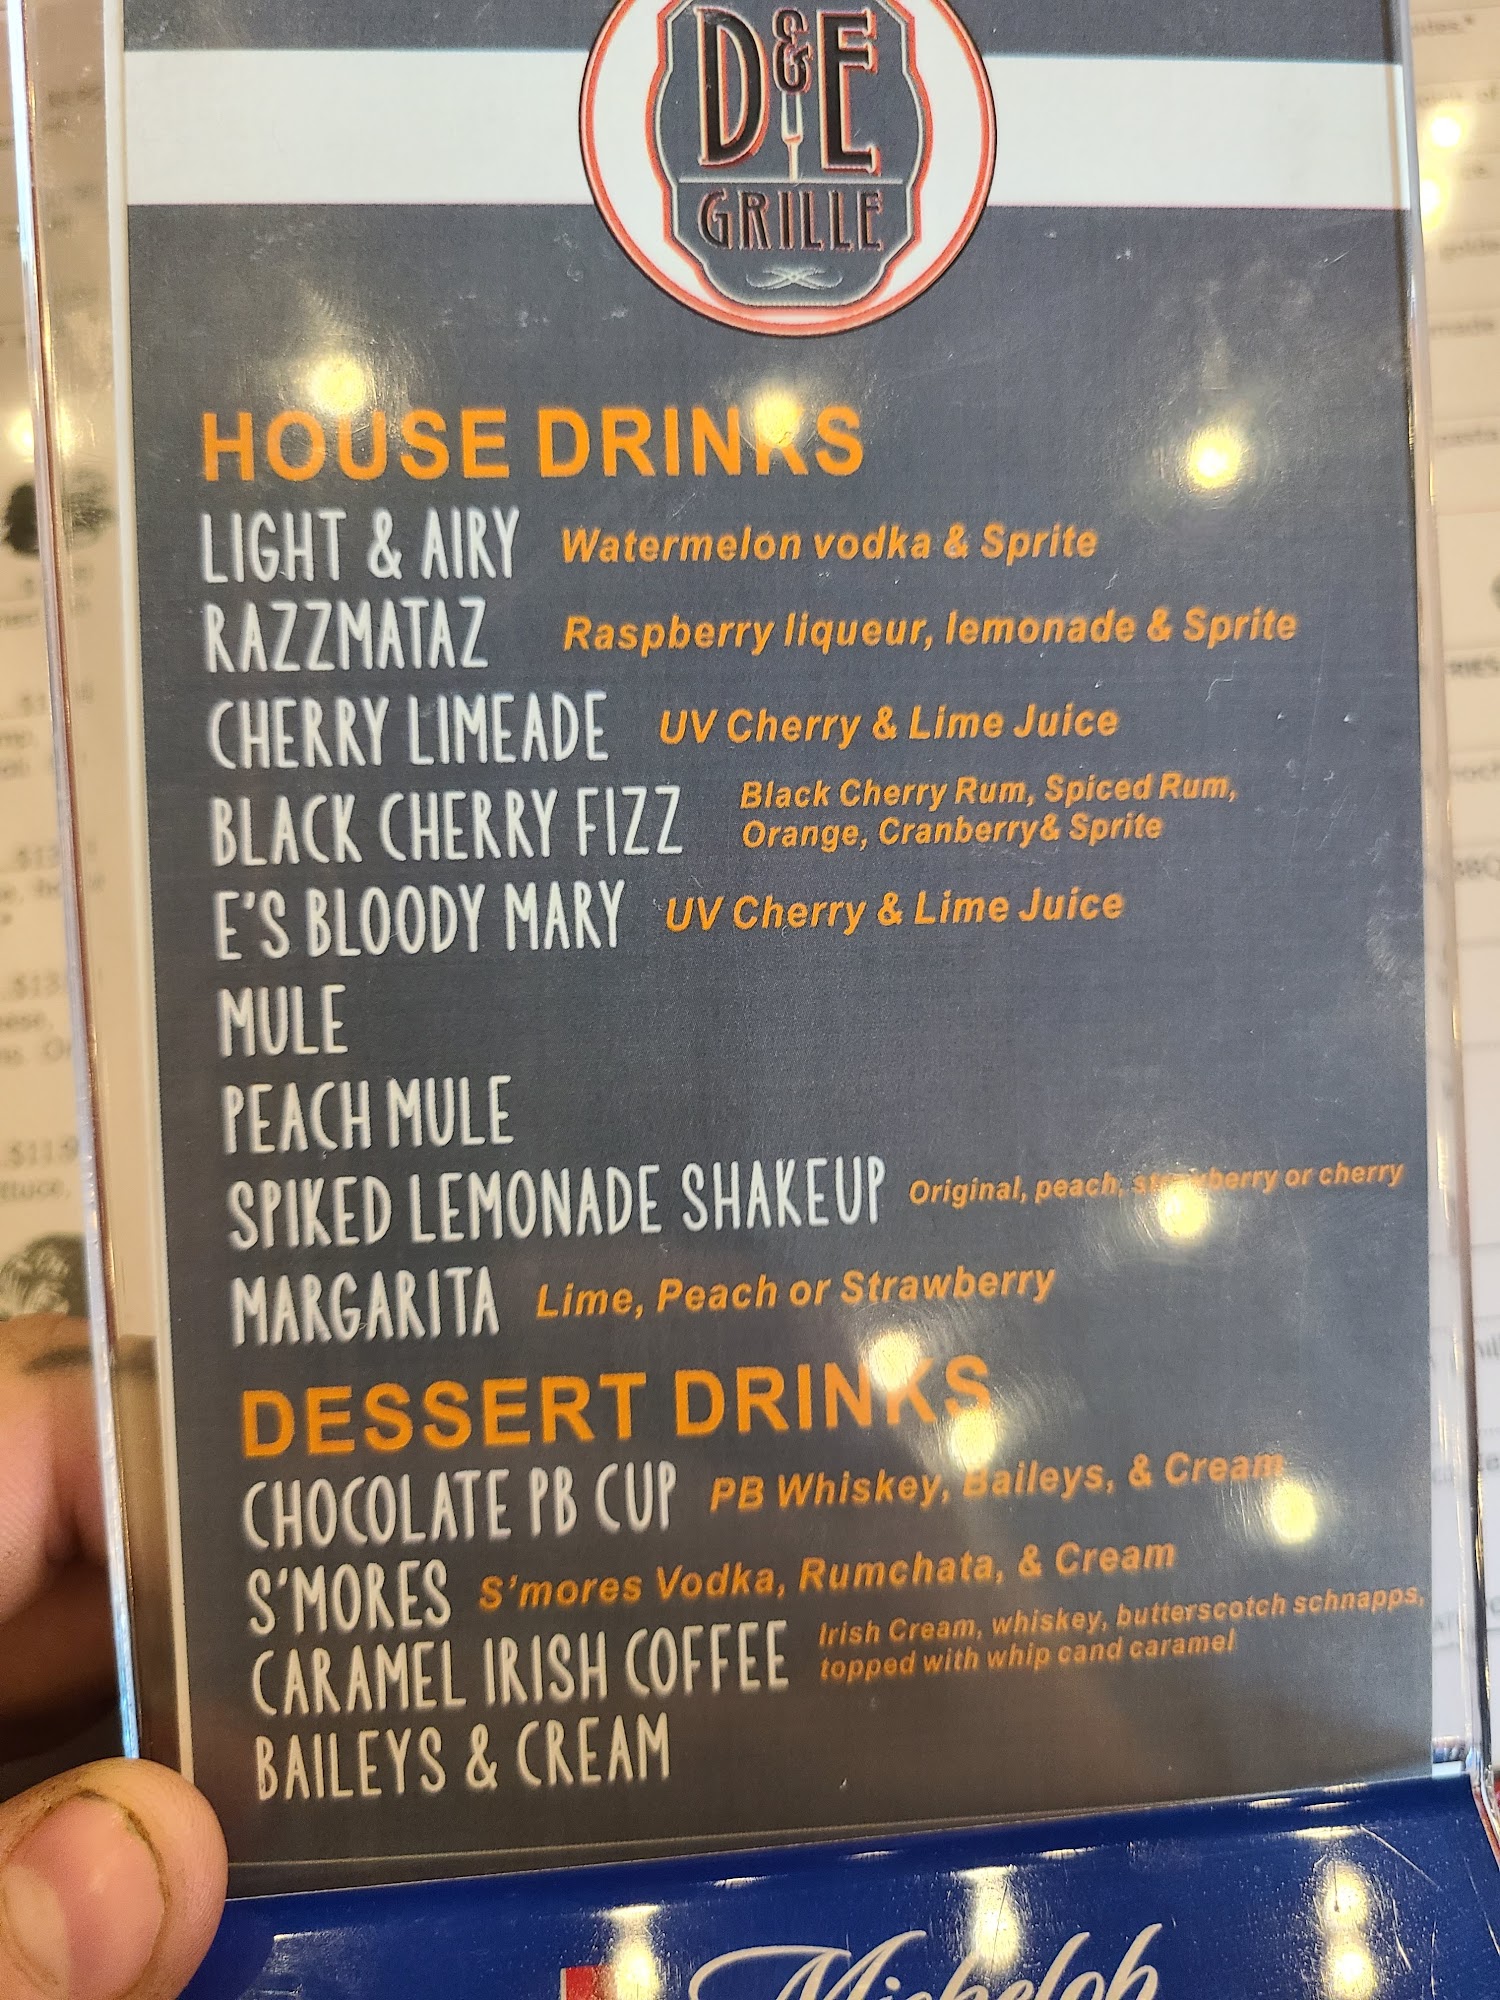 D&E
GRILLE
HOUSE DRINKS
LIGHT & AIRY Watermelon vodka & Sprite
RAZZMATAZ Raspberry liqueur, lemonade & Sprite
CHERRY LIMEADE UV Cherry & Lime Juice
BLACK CHERRY FIZZ Black Cherry Rum, Spiced Rum,
Orange, Cranberry& Sprite
E'S BLOODY MARY UV Cherry & Lime Juice
MULE
PEACH MULE
SPIKED LEMONADE SHAKEUP Original, peach, strawberry or cherry
MARGARITA Lime, Peach or Strawberry
DESSERT DRINKS
CHOCOLATE PB CUP PB Whiskey, Baileys, & Cream
S'MORES S'mores Vodka, Rumchata, & Cream
CARAMEL IRISH COFFEE Irish Cream, whiskey, butterscotch schnapps,
topped with whip cand caramel
BAILEYS & CREAM
Michelob